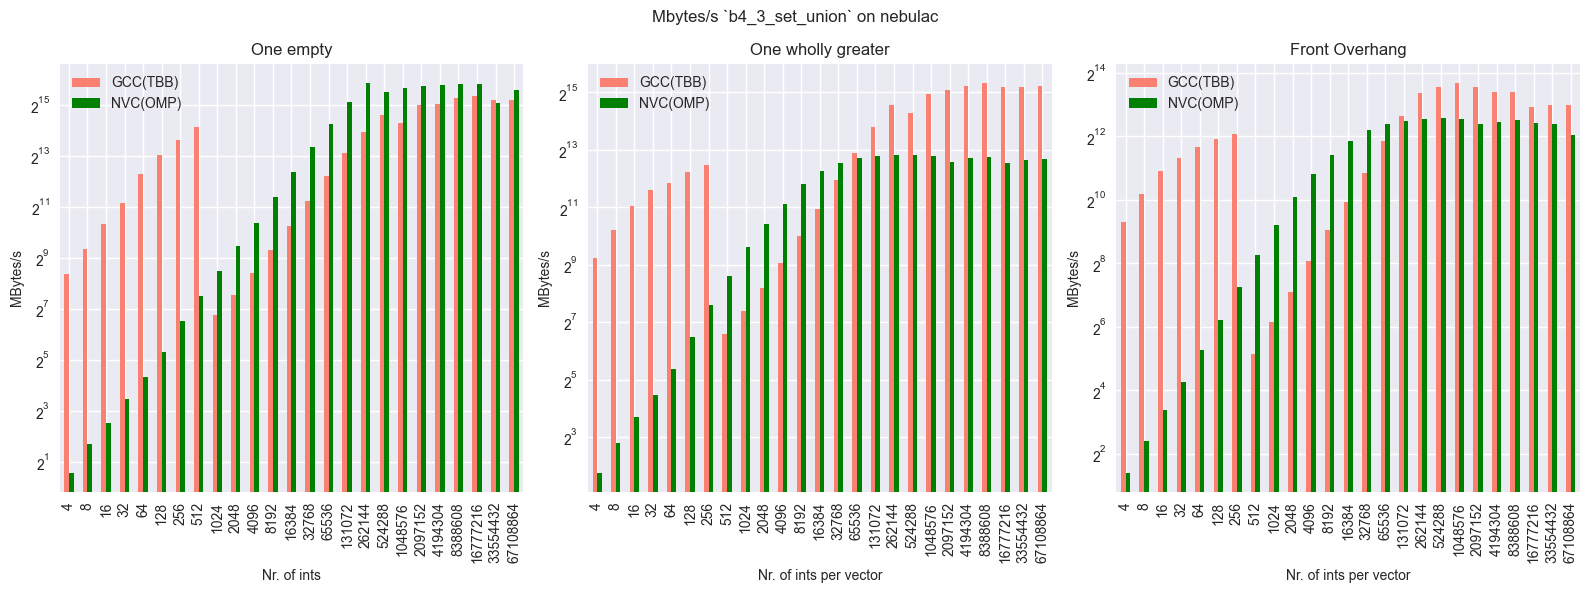 Mbytes/s `b4_3_set_union` on nebulac
One empty
GCC(TBB)
NVC(OMP)
2^15
2^13
2^11
2^9
2^7
2^5
2^3
2^1
MBytes/s
4 8 16 32 64 128 256 512 1024 2048 4096 8192 16384 32768 65536 131072 262144 524288 1048576 2097152 4194304 8388608 16777216 33554432 67108864
Nr. of ints
One wholly greater
GCC(TBB)
NVC(OMP)
2^15
2^13
2^11
2^9
2^7
2^5
2^3
MBytes/s
4 8 16 32 64 128 256 512 1024 2048 4096 8192 16384 32768 65536 131072 262144 524288 1048576 2097152 4194304 8388608 16777216 33554432 67108864
Nr. of ints per vector
Front Overhang
GCC(TBB)
NVC(OMP)
2^14
2^12
2^10
2^8
2^6
2^4
2^2
MBytes/s
4 8 16 32 64 128 256 512 1024 2048 4096 8192 16384 32768 65536 131072 262144 524288 1048576 2097152 4194304 8388608 16777216 33554432 67108864
Nr. of ints per vector